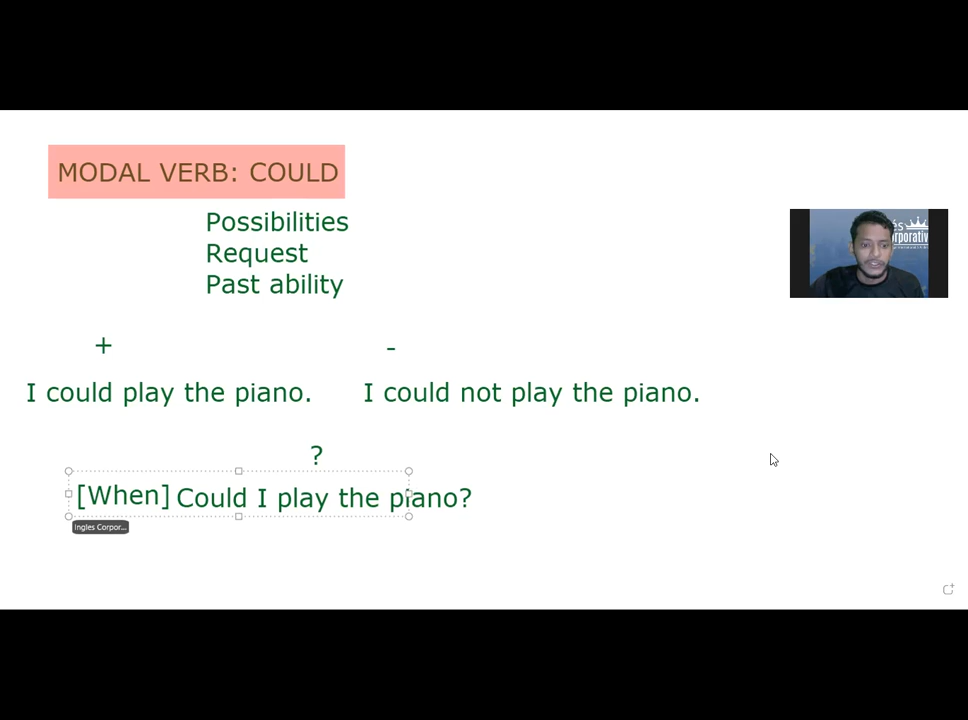 MODAL VERB: COULD
Possibilities
Request
Past ability
+ -
I could play the piano. I could not play the piano.
?
[When] Could I play the piano?
Ingles Corpor...